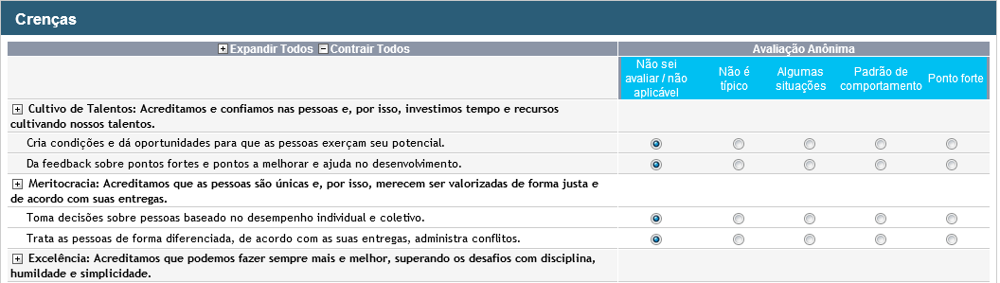 Crenças
Expandir Todos Contrair Todos
Avaliação Anônima
Não sei
avaliar / não
aplicável
Não é
típico
Algumas
situações
Padrão de
comportamento
Ponto forte
Cultivo de Talentos: Acreditamos e confiamos nas pessoas e, por isso, investimos tempo e recursos
cultivando nossos talentos.
Cria condições e dá oportunidades para que as pessoas exerçam seu potencial.
Da feedback sobre pontos fortes e pontos a melhorar e ajuda no desenvolvimento.
Meritocracia: Acreditamos que as pessoas são únicas e, por isso, merecem ser valorizadas de forma justa e
de acordo com suas entregas.
Toma decisões sobre pessoas baseado no desempenho individual e coletivo.
Trata as pessoas de forma diferenciada, de acordo com as suas entregas, administra conflitos.
Excelência: Acreditamos que podemos fazer sempre mais e melhor, superando os desafios com disciplina,
humildade e simplicidade.